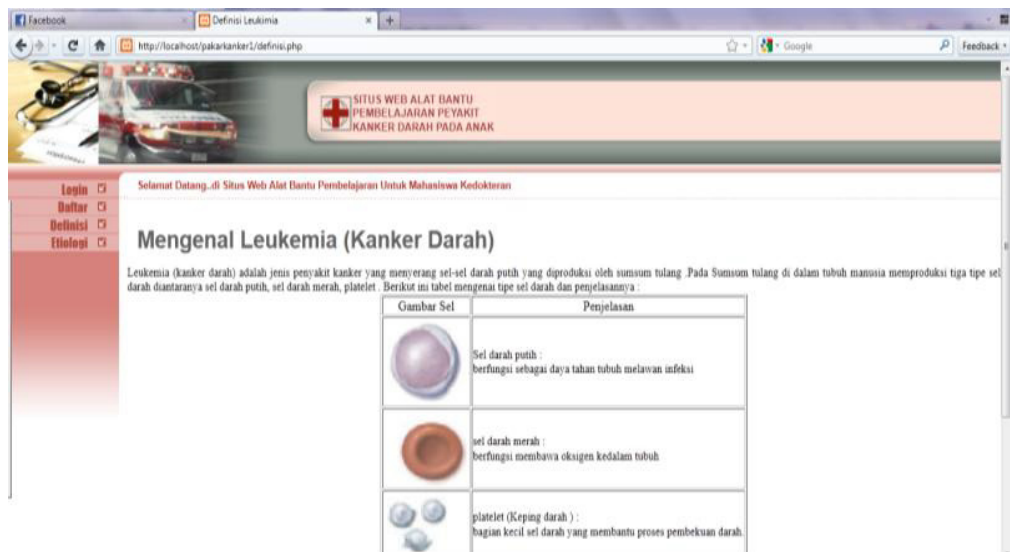 Facebook
Definisi Leukimia
http://localhost/pakarkanker1/definisi.php
Google
Feedback
SITUS WEB ALAT BANTU
PEMBELAJARAN PEYAKIT
KANKER DARAH PADA ANAK
Login
Daftar
Definisi
Etiologi
Selamat Datang..di Situs Web Alat Bantu Pembelajaran Untuk Mahasiswa Kedokteran
Mengenal Leukemia (Kanker Darah)
Leukemia (kanker darah) adalah jenis penyakit kanker yang menyerang sel-sel darah putih yang diproduksi oleh sumsum tulang .Pada Sumsum tulang di dalam tubuh manusia memproduksi tiga tipe sel
darah diantaranya sel darah putih, sel darah merah, platelet . Berikut ini tabel mengenai tipe sel darah dan penjelasannya :
Gambar Sel
Penjelasan
Sel darah putih :
berfungsi sebagai daya tahan tubuh melawan infeksi
sel darah merah :
berfungsi membawa oksigen kedalam tubuh
platelet (Keping darah ) :
bagian kecil sel darah yang membantu proses pembekuan darah.